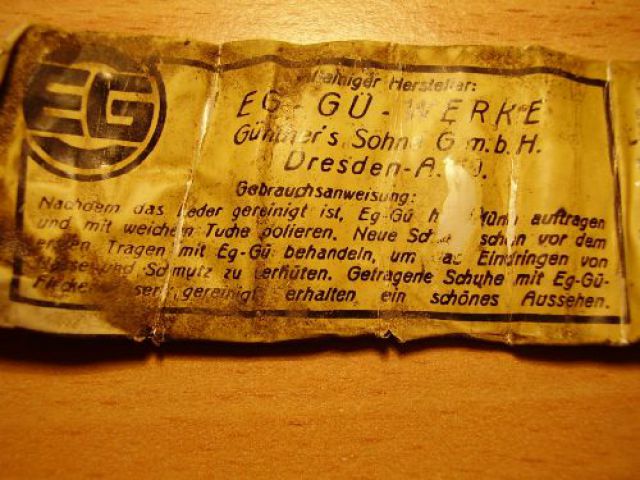 EG
Alleiniger Hersteller:
EG-GÜ-WERKE
Günther's Söhne G.m.b.H.
Dresden-A.
Gebrauchsanweisung:
Nachdem das Leder gereinigt ist, Eg-Gü auftragen
und mit weichem Tuche polieren. Neue schon vor dem
ersten Tragen mit Eg-Gü behandeln, um das Eindringen von
Nässe und Schmutz zu verhüten. Getragene Schuhe mit Eg-Gü-
gereinigt erhalten ein schönes Aussehen.